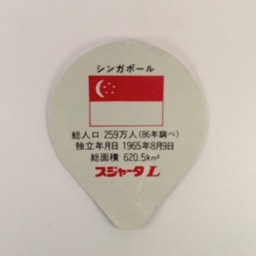 シンガポール
総人口 259万人(86年調べ)
独立年月日 1965年8月9日
総面積 620.5km²
スジャータ L